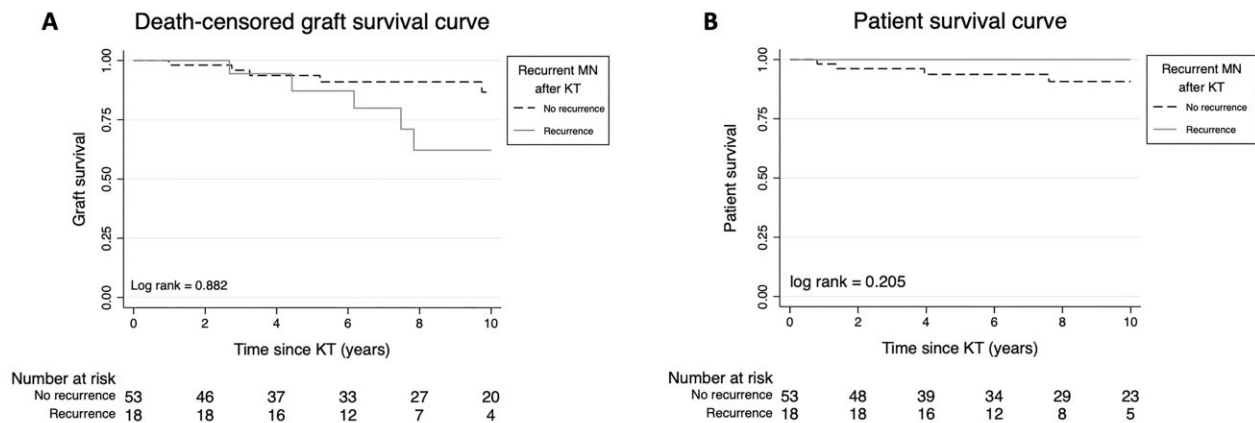 A
Death-censored graft survival curve
Graft survival
1.00
0.75
0.50
0.25
0.00
Log rank = 0.882
0 2 4 6 8 10
Time since KT (years)
Recurrent MN
after KT
No recurrence
Recurrence
Number at risk
No recurrence 53 46 37 33 27 20
Recurrence 18 18 16 12 7 4
B
Patient survival curve
Patient survival
1.00
0.75
0.50
0.25
0.00
log rank = 0.205
0 2 4 6 8 10
Time since KT (years)
Recurrent MN
after KT
No recurrence
Recurrence
Number at risk
No recurrence 53 48 39 34 29 23
Recurrence 18 18 16 12 8 5